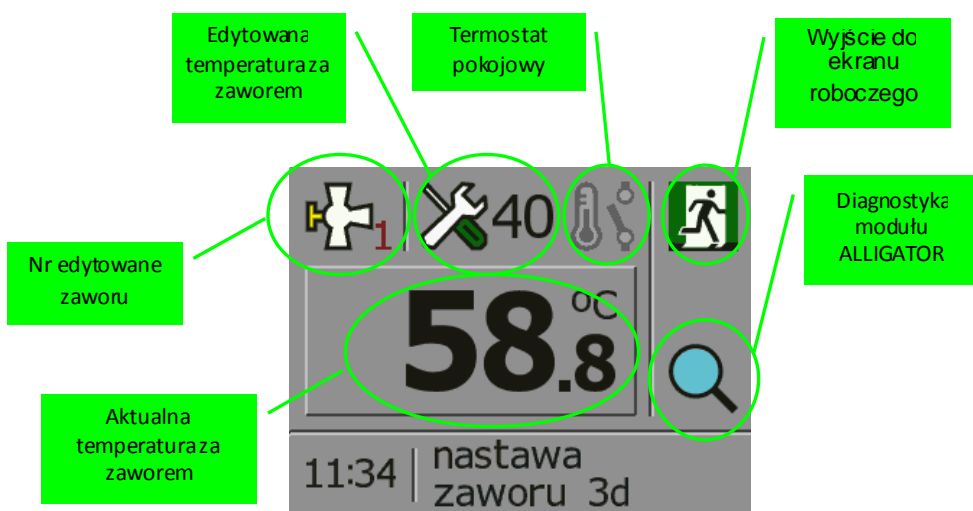 Edytowana
temperatura za
zaworem
Termostat
pokojowy
Wyjście do
ekranu
roboczego
Nr edytowane
zaworu
1
40
Diagnostyka
modułu
ALLIGATOR
58.8 °C
Aktualna
temperatura za
zaworem
11:34
nastawa
zaworu 3d